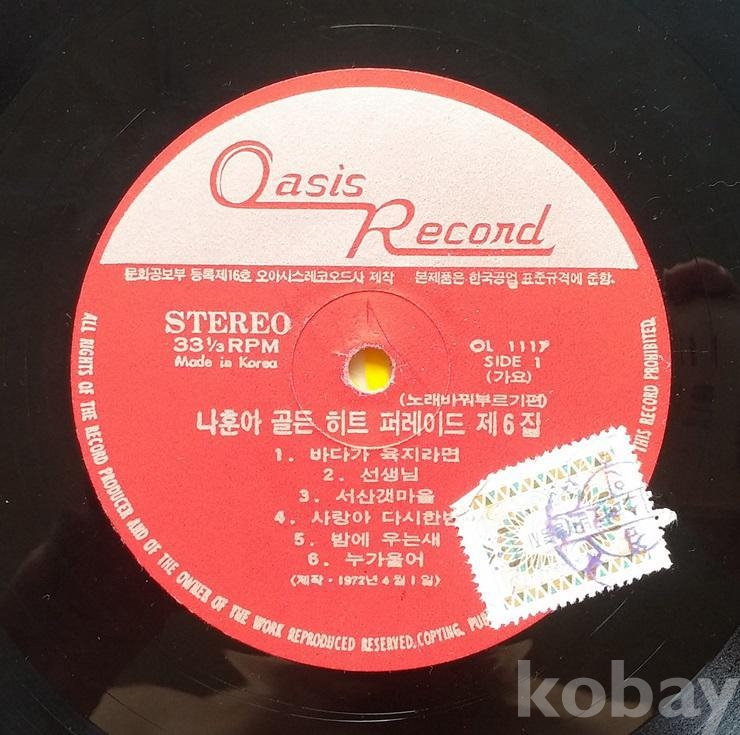 Oasis
Record
문화공보부 등록제16호 오아시스레코오드사 제작 본제품은 한국공업 표준규격에 준함.
STEREO
33 1/3 RPM
Made in Korea
OL 1117
SIDE 1
(가요)
(노래바꿔부르기편)
나훈아 골든 히트 퍼레이드 제6집
1. 바다가 육지라면
2. 선생님
3. 서산갯마을
4. 사랑아 다시한번
5. 밤에 우는새
6. 누가울어
(제작·1972년 4월 1일)
ALL RIGHTS OF THE RECORD PRODUCER AND OF THE OWNER OF THE WORK REPRODUCED RESERVED. COPYING, THIS RECORD PROHIBITED.
kobay